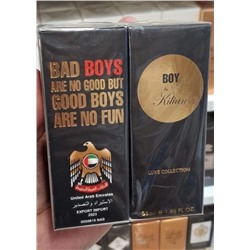 BAD BOYS
ARE NO GOOD BUT
GOOD BOYS
ARE NO FUN
United Arab Emirates
EXPORT IMPORT
2023
BOY
by
Kilian
LUXE COLLECTION